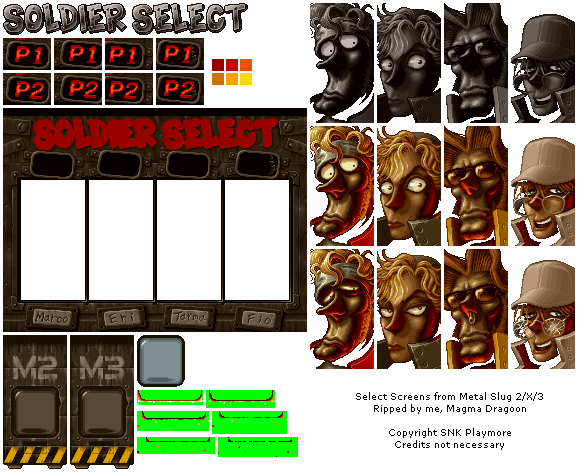 SOLDIER SELECT
P1 P1 P1 P1
P2 P2 P2 P2
SOLDIER SELECT
Marco Eri Tarma Fio
M2 M3
Select Screens from Metal Slug 2/X/3
Ripped by me, Magma Dragoon
Copyright SNK Playmore
Credits not necessary